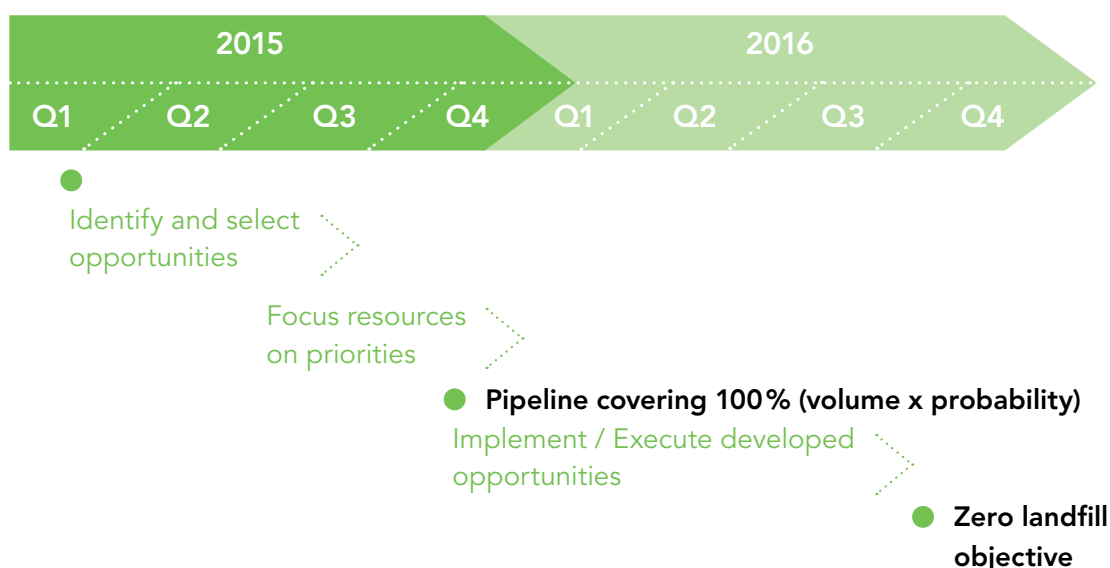 2015 2016
Q1 Q2 Q3 Q4 Q1 Q2 Q3 Q4
Identify and select
opportunities
Focus resources
on priorities
Pipeline covering 100% (volume x probability)
Implement / Execute developed
opportunities
Zero landfill
objective